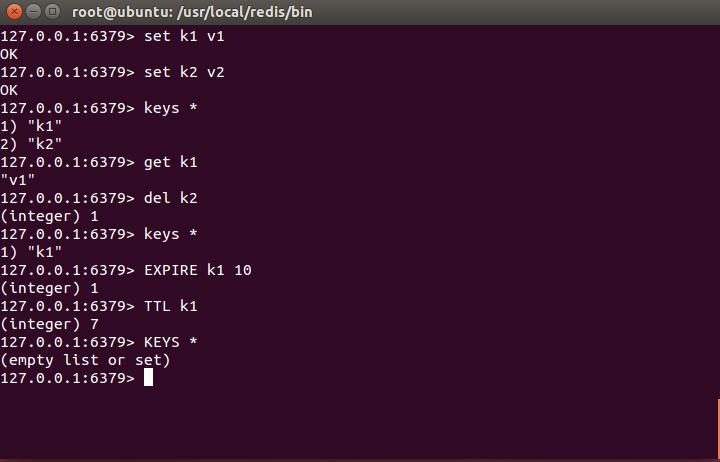 root@ubuntu: /usr/local/redis/bin
127.0.0.1:6379> set k1 v1
OK
127.0.0.1:6379> set k2 v2
OK
127.0.0.1:6379> keys *
1) "k1"
2) "k2"
127.0.0.1:6379> get k1
"v1"
127.0.0.1:6379> del k2
(integer) 1
127.0.0.1:6379> keys *
1) "k1"
127.0.0.1:6379> EXPIRE k1 10
(integer) 1
127.0.0.1:6379> TTL k1
(integer) 7
127.0.0.1:6379> KEYS *
(empty list or set)
127.0.0.1:6379>